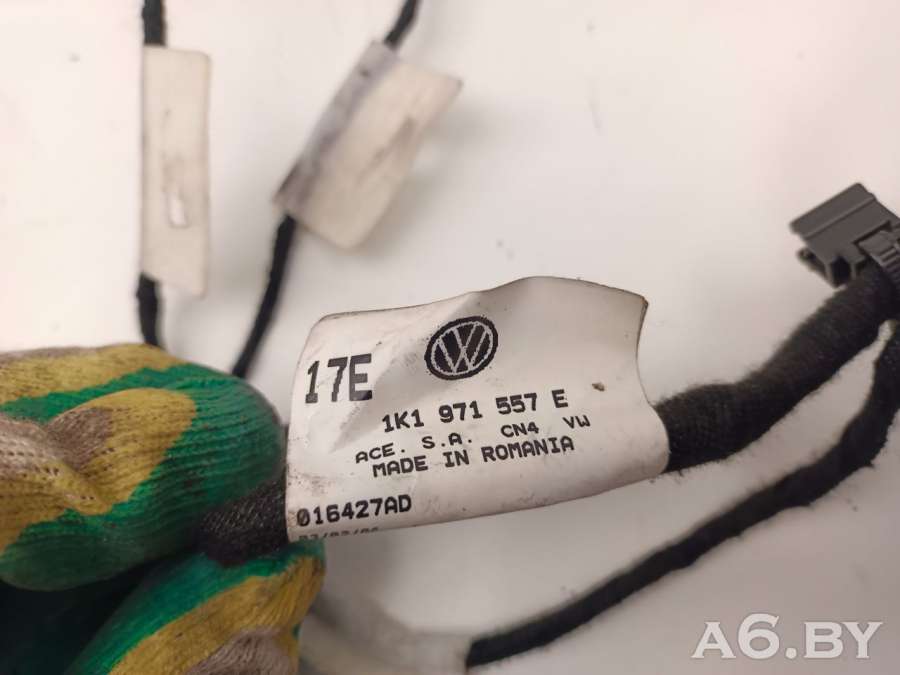 17E
1K1 971 557 E
ACE. S.A. CN4 VW
MADE IN ROMANIA
016427AD
A6.BY